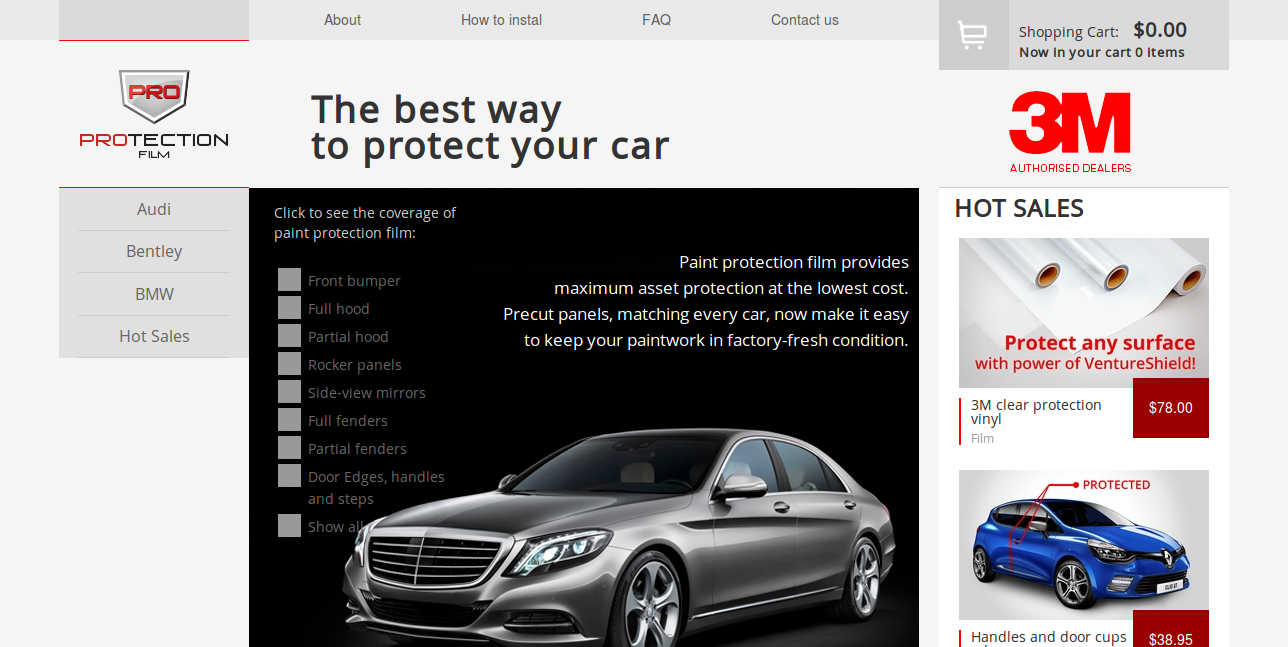 About
How to instal
FAQ
Contact us
Shopping Cart: $0.00
Now in your cart 0 items
PRO
PROTECTION
FILM
The best way
to protect your car
3M
AUTHORISED DEALERS
Audi
Bentley
BMW
Hot Sales
Click to see the coverage of
paint protection film:
Front bumper
Full hood
Partial hood
Rocker panels
Side-view mirrors
Full fenders
Partial fenders
Door Edges, handles
and steps
Show all
Paint protection film provides
maximum asset protection at the lowest cost.
Precut panels, matching every car, now make it easy
to keep your paintwork in factory-fresh condition.
HOT SALES
Protect any surface
with power of VentureShield!
3M clear protection
vinyl
Film
$78.00
PROTECTED
CLIO GT
Handles and door cups
$38.95